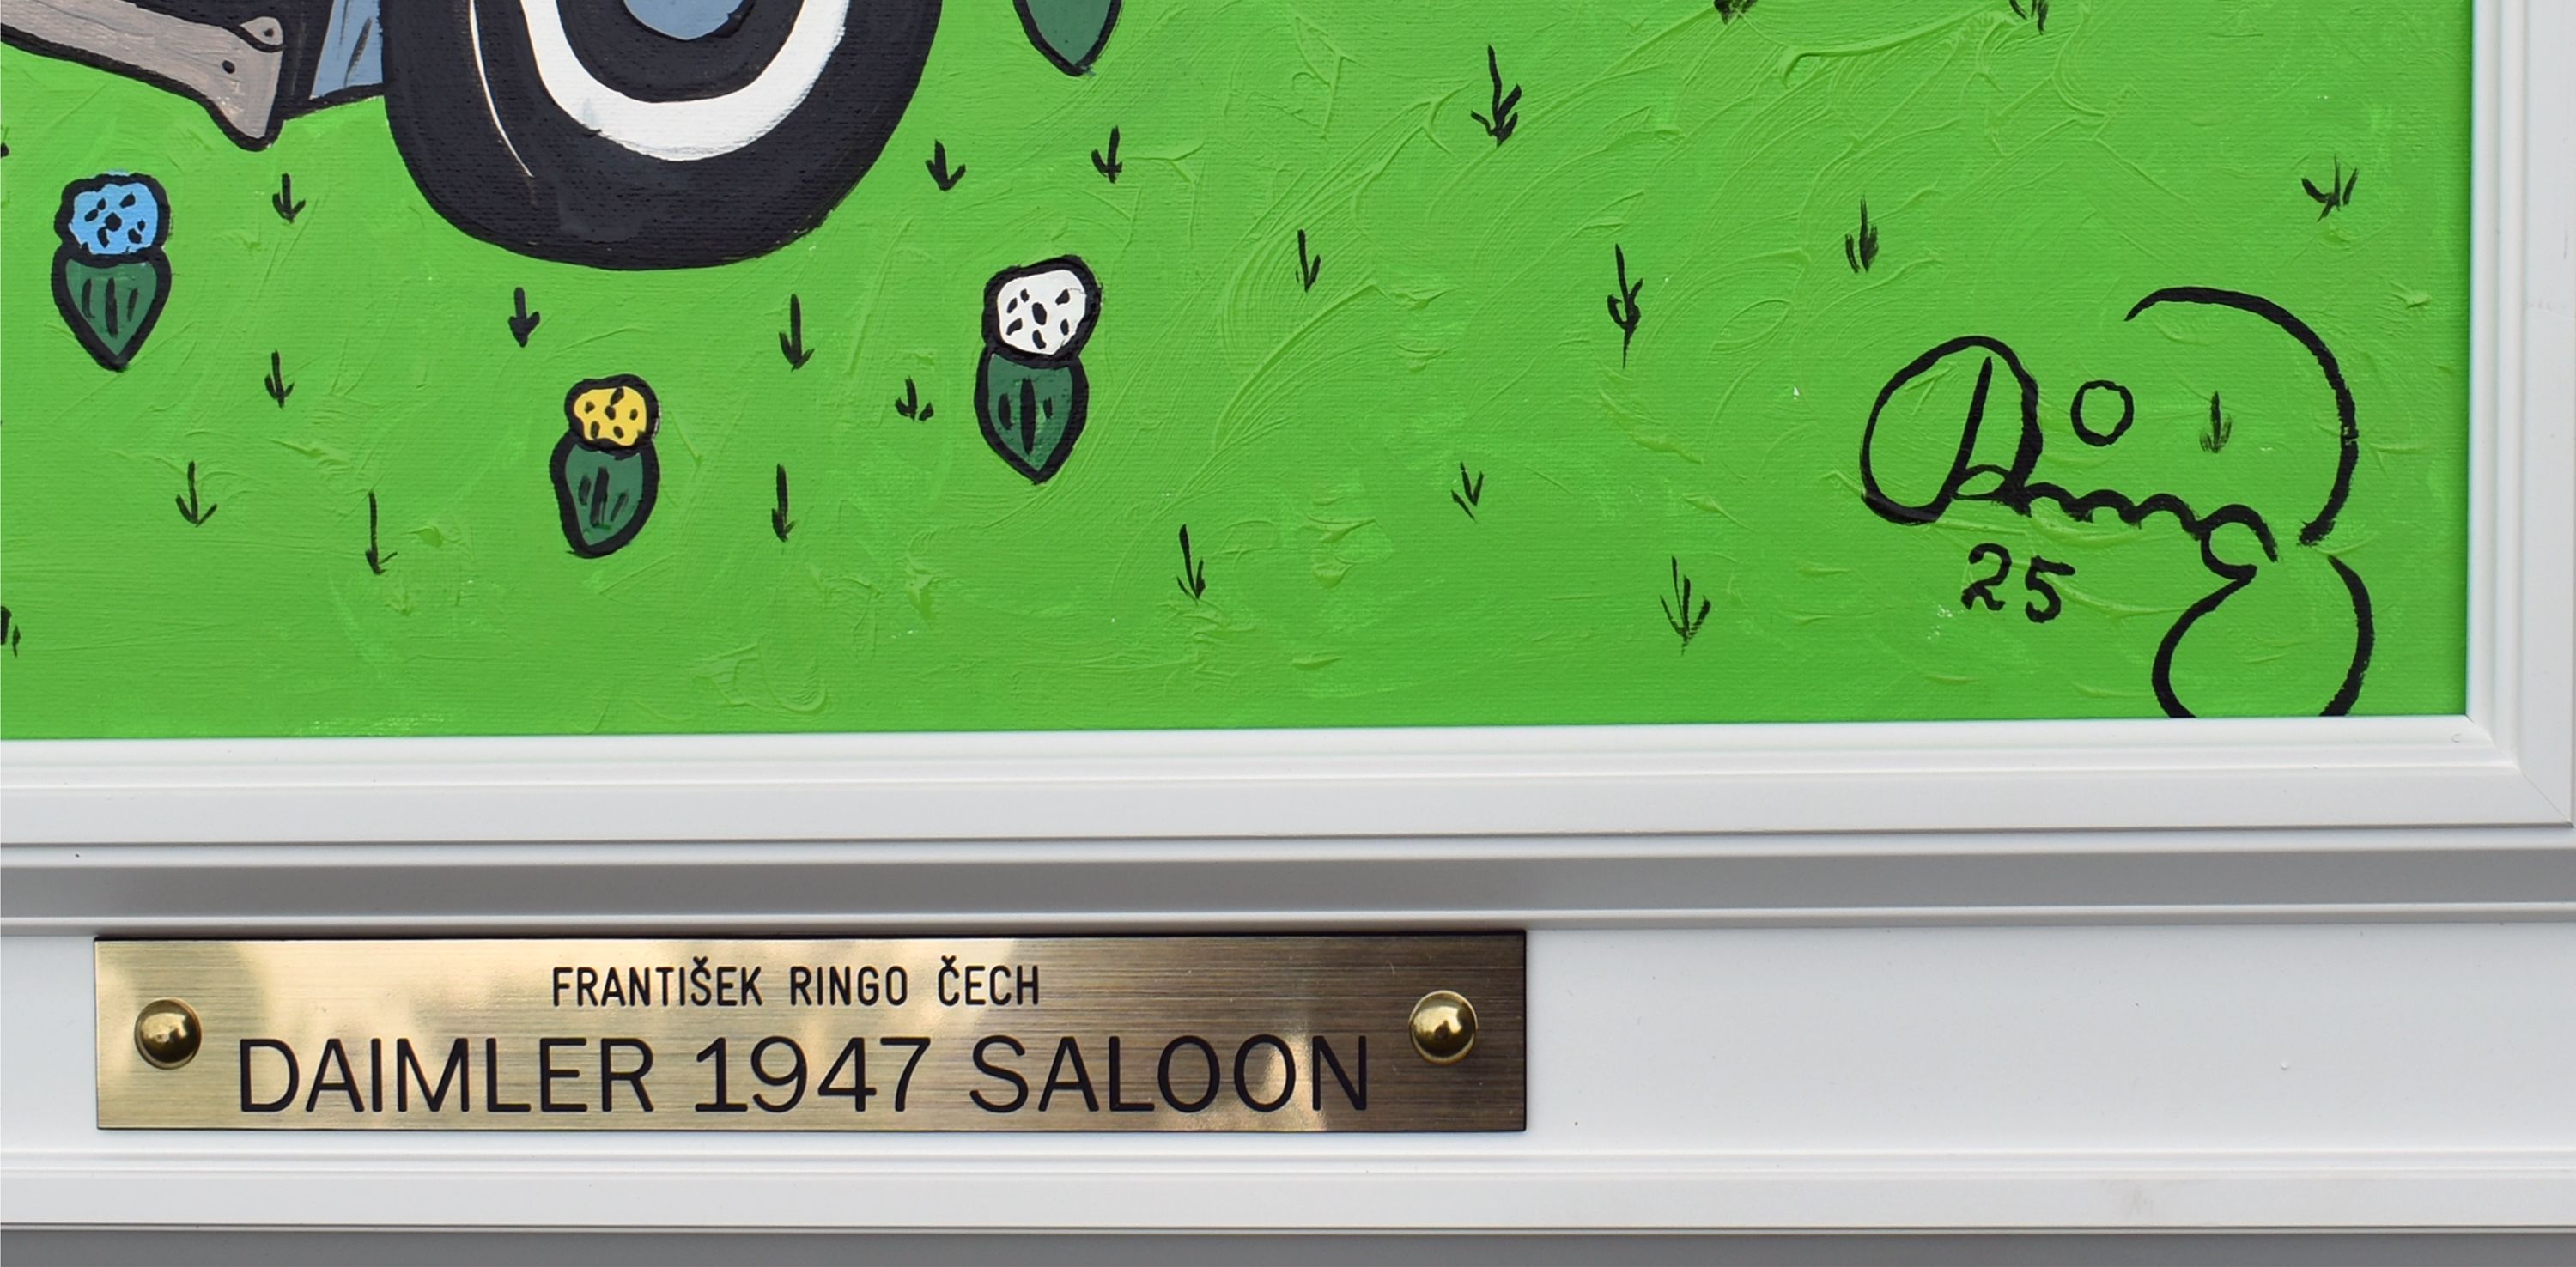 25
FRANTIŠEK RINGO ČECH
DAIMLER 1947 SALOON